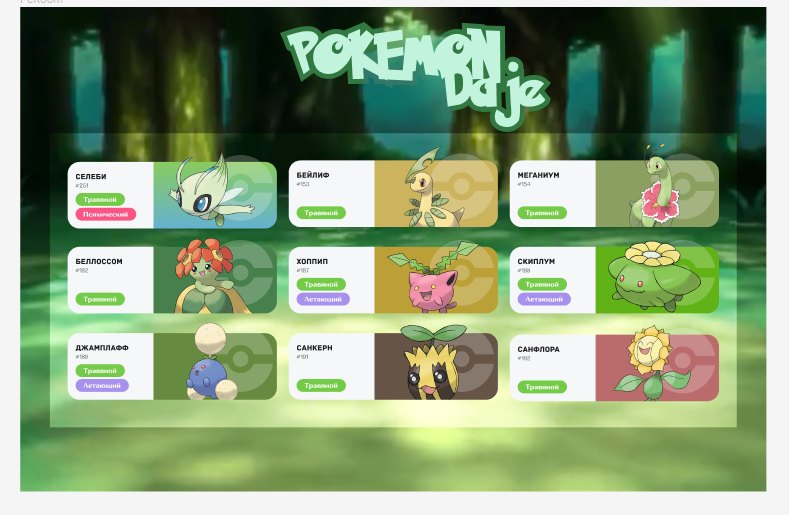 POKEMON
Daje
СЕЛЕБИ
#251
Травяной
Психический
БЕЙЛИФ
#153
Травяной
МЕГАНИУМ
#154
Травяной
БЕЛЛОССОМ
#182
Травяной
ХОППИП
#187
Травяной
Летающий
СКИПЛУМ
#188
Травяной
Летающий
ДЖАМПЛАФФ
#189
Травяной
Летающий
САНКЕРН
#191
Травяной
САНФЛОРА
#192
Травяной